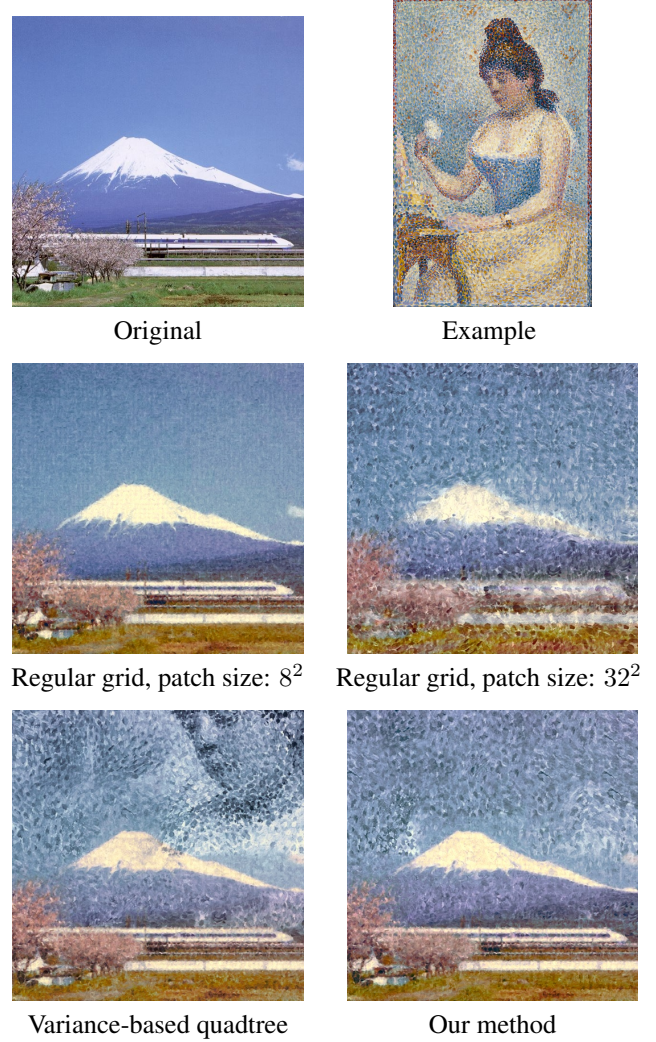 Original
Example
Regular grid, patch size: 8²
Regular grid, patch size: 32²
Variance-based quadtree
Our method